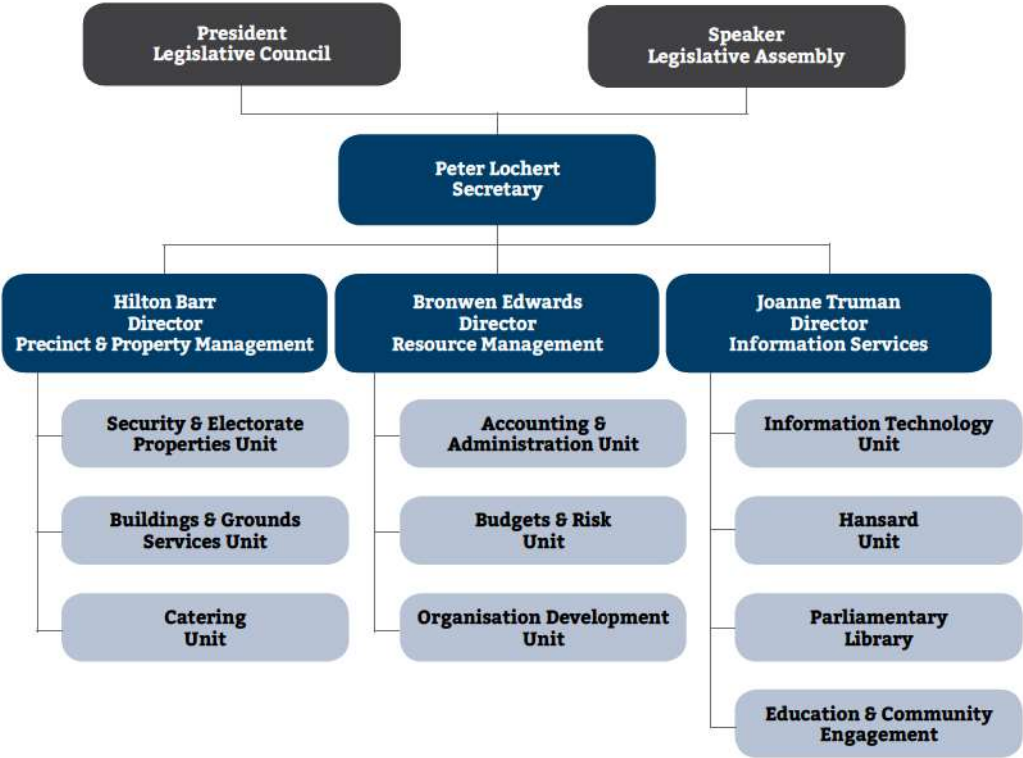 President
Legislative Council
Speaker
Legislative Assembly
Peter Lochert
Secretary
Hilton Barr
Director
Precinct & Property Management
Bronwen Edwards
Director
Resource Management
Joanne Truman
Director
Information Services
Security & Electorate
Properties Unit
Buildings & Grounds
Services Unit
Catering
Unit
Accounting &
Administration Unit
Budgets & Risk
Unit
Organisation Development
Unit
Information Technology
Unit
Hansard
Unit
Parliamentary
Library
Education & Community
Engagement